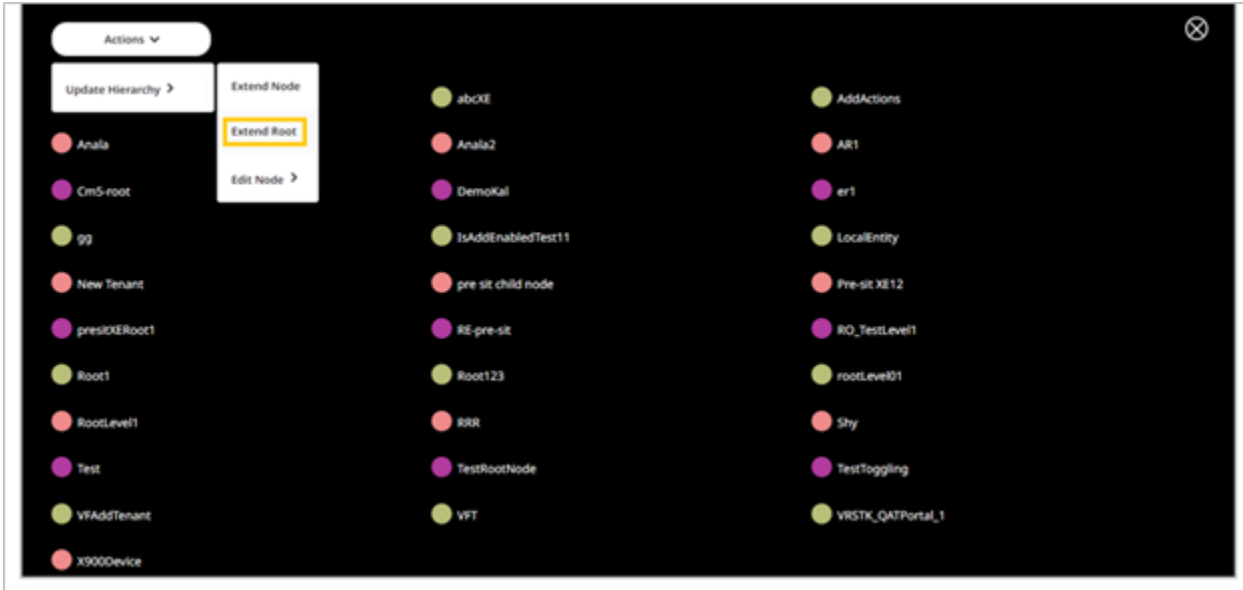 Actions
Update Hierarchy
Extend Node
Extend Root
Edit Node
abcXE
AddActions
Anala
Anala2
AR1
Cm5-root
DemoKal
er1
gg
IsAddEnabledTest11
LocalEntity
New Tenant
pre sit child node
Pre-sit XE12
presitXERoot1
RE-pre-sit
RO_TestLevel1
Root1
Root123
rootLevel01
RootLevel1
RRR
Shy
Test
TestRootNode
TestToggling
VFAddTenant
VFT
VRSTK_QATPortal_1
X900Device